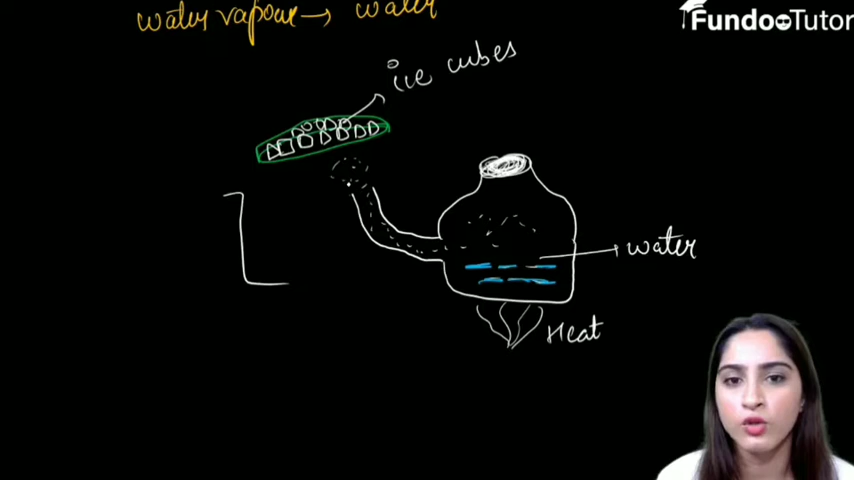 water vapour → water
FundooTutor
ice cubes
water
Heat